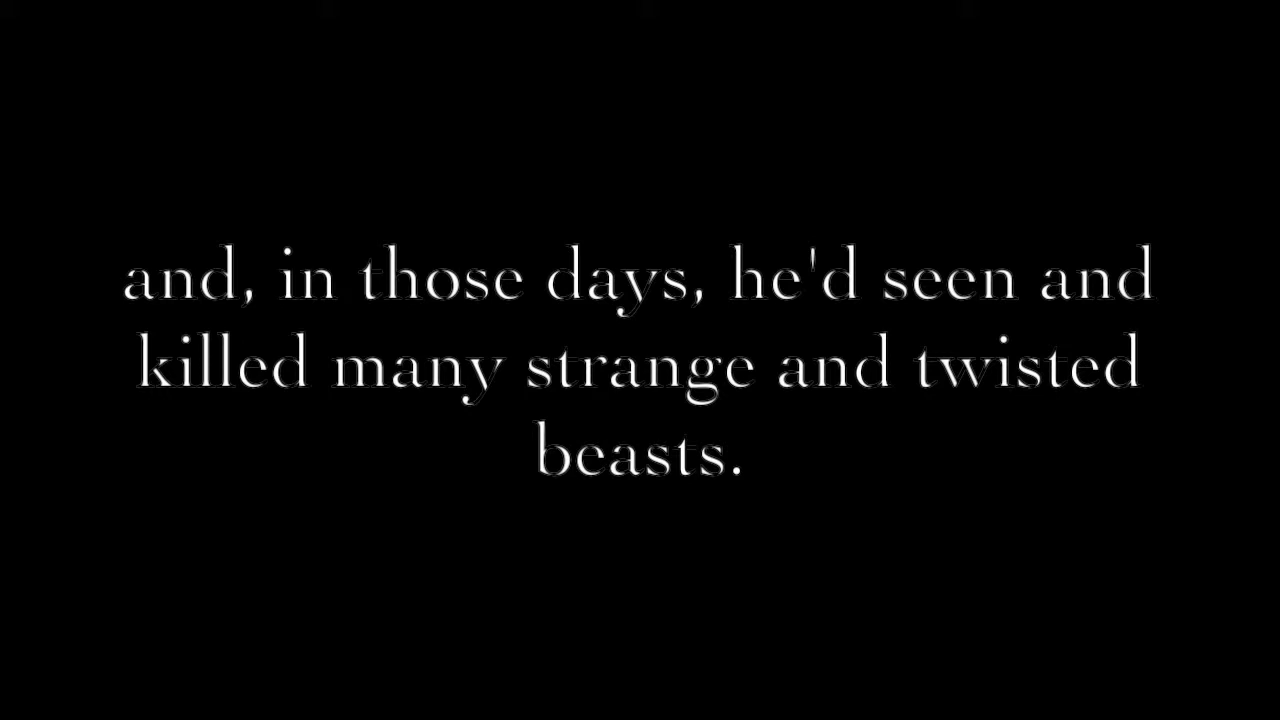 and, in those days, he'd seen and
killed many strange and twisted
beasts.